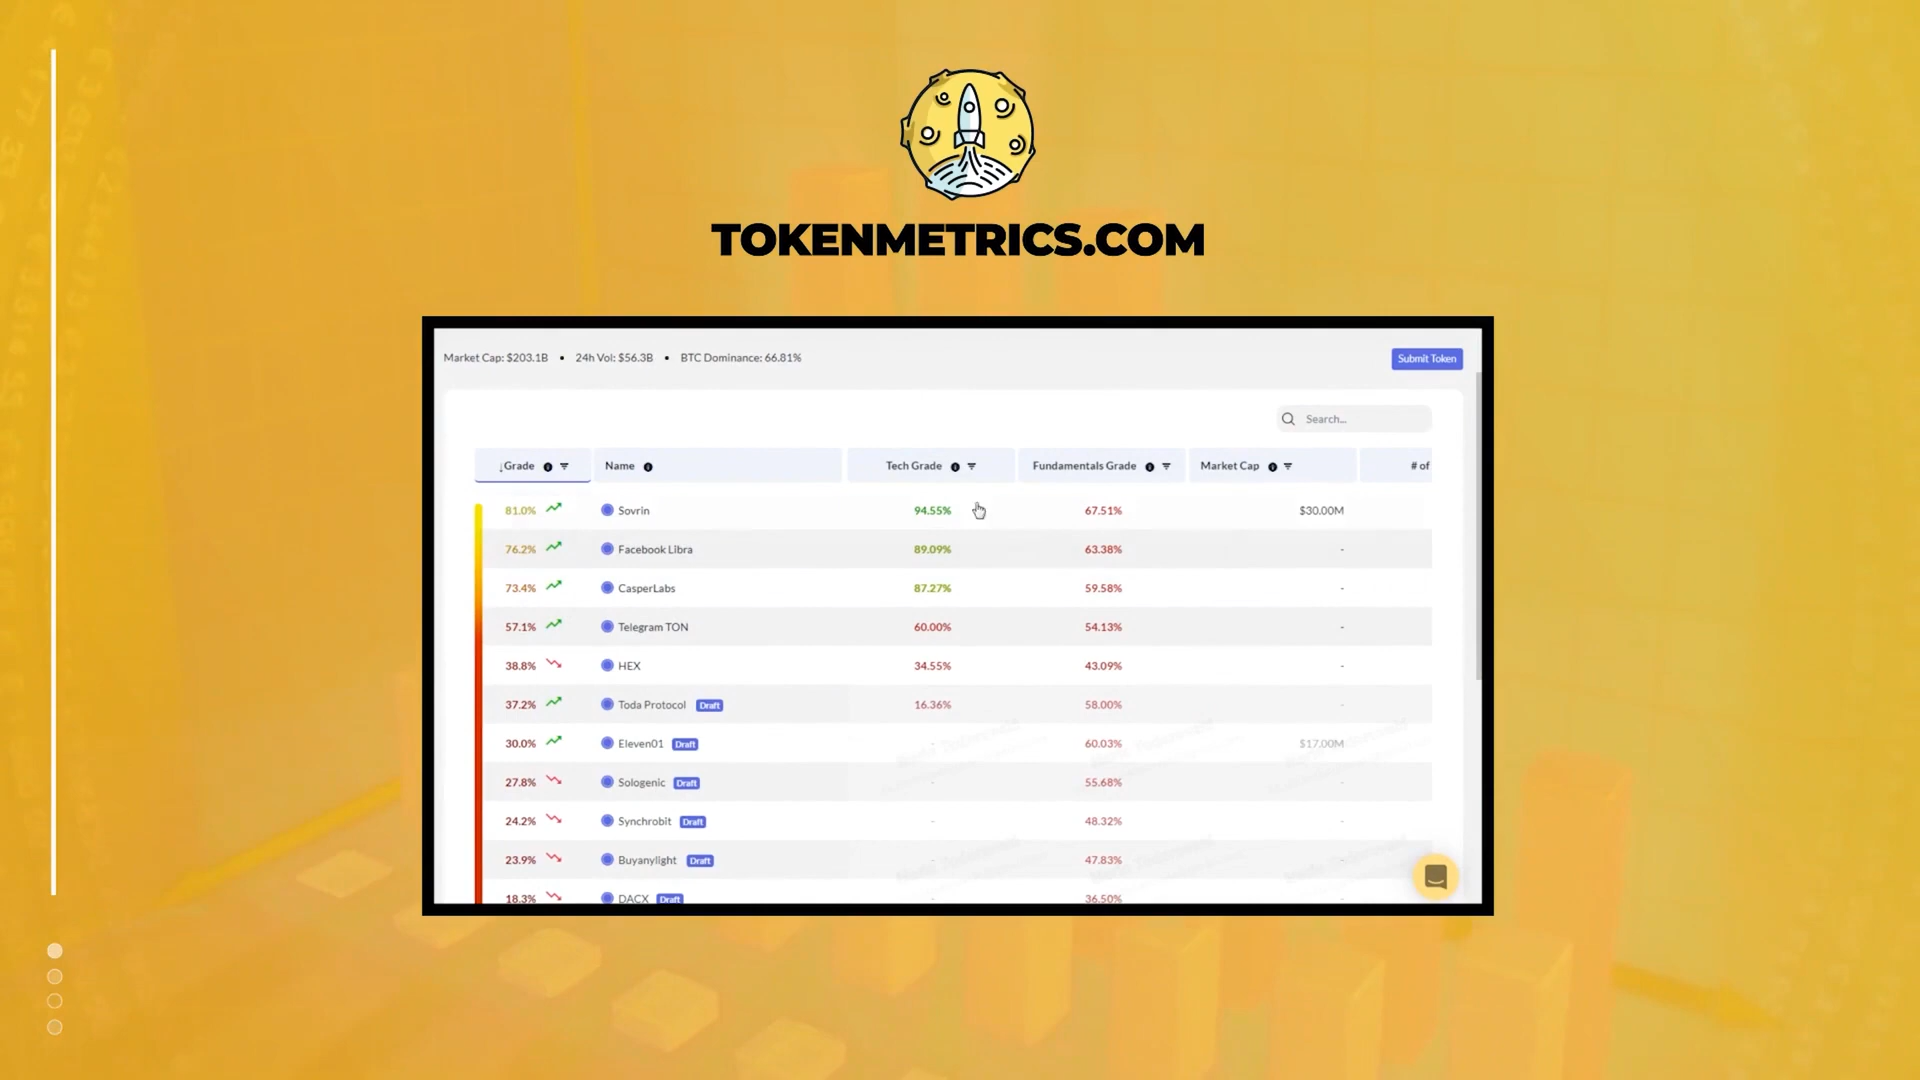 TOKENMETRICS.COM
Market Cap: $203.1B • 24h Vol: $56.3B • BTC Dominance: 66.81% Submit Token
Search...
↓Grade Name Tech Grade Fundamentals Grade Market Cap # of
81.0% Sovrin 94.55% 67.51% $30.00M
76.2% Facebook Libra 89.09% 63.38% -
73.4% CasperLabs 87.27% 59.58% -
57.1% Telegram TON 60.00% 54.13% -
38.8% HEX 34.55% 43.09% -
37.2% Toda Protocol Draft 16.36% 58.00% -
30.0% Eleven01 Draft - 60.03% $17.00M
27.8% Sologenic Draft - 55.68% -
24.2% Synchrobit Draft - 48.32% -
23.9% Buyanylight Draft - 47.83% -
18.3% DACX Draft - 36.50% -